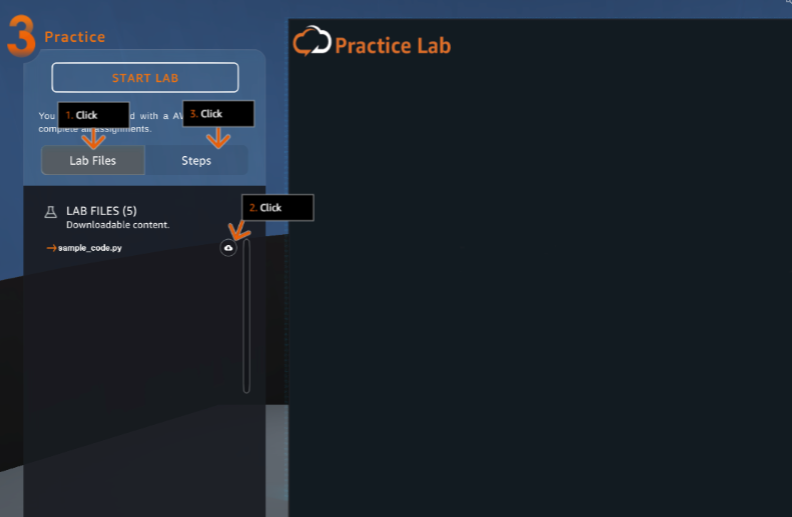 3 Practice
Practice Lab
START LAB
You d with a AV
complete all assignments.
1. Click
3. Click
Lab Files Steps
2. Click
LAB FILES (5)
Downloadable content.
sample_code.py